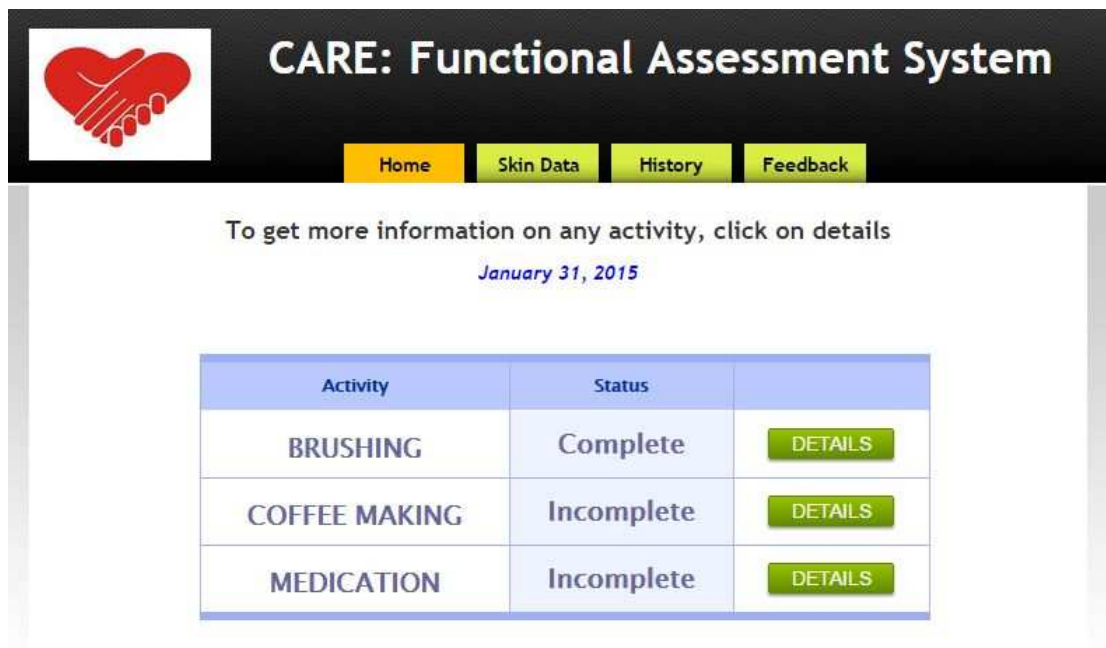 CARE: Functional Assessment System
Home Skin Data History Feedback
To get more information on any activity, click on details
January 31, 2015
Activity Status
BRUSHING Complete DETAILS
COFFEE MAKING Incomplete DETAILS
MEDICATION Incomplete DETAILS